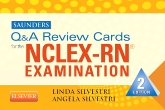 SAUNDERS
Q&A Review Cards
for the NCLEX-RN®
EXAMINATION
2
EDITION
ELSEVIER
LINDA SILVESTRI
ANGELA SILVESTRI